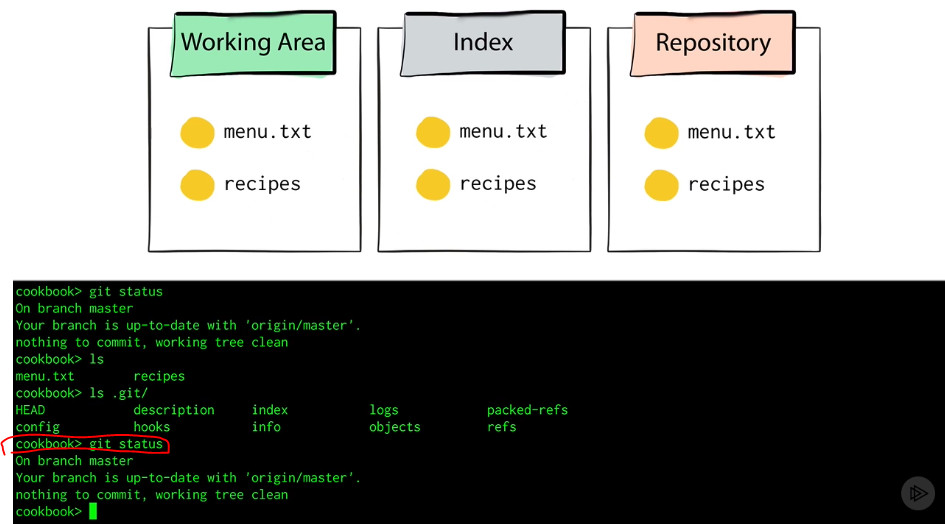 Working Area
Index
Repository
menu.txt
menu.txt
menu.txt
recipes
recipes
recipes
cookbook> git status
On branch master
Your branch is up-to-date with 'origin/master'.
nothing to commit, working tree clean
cookbook> ls
menu.txt recipes
cookbook> ls .git/
HEAD description index logs packed-refs
config hooks info objects refs
cookbook> git status
On branch master
Your branch is up-to-date with 'origin/master'.
nothing to commit, working tree clean
cookbook>